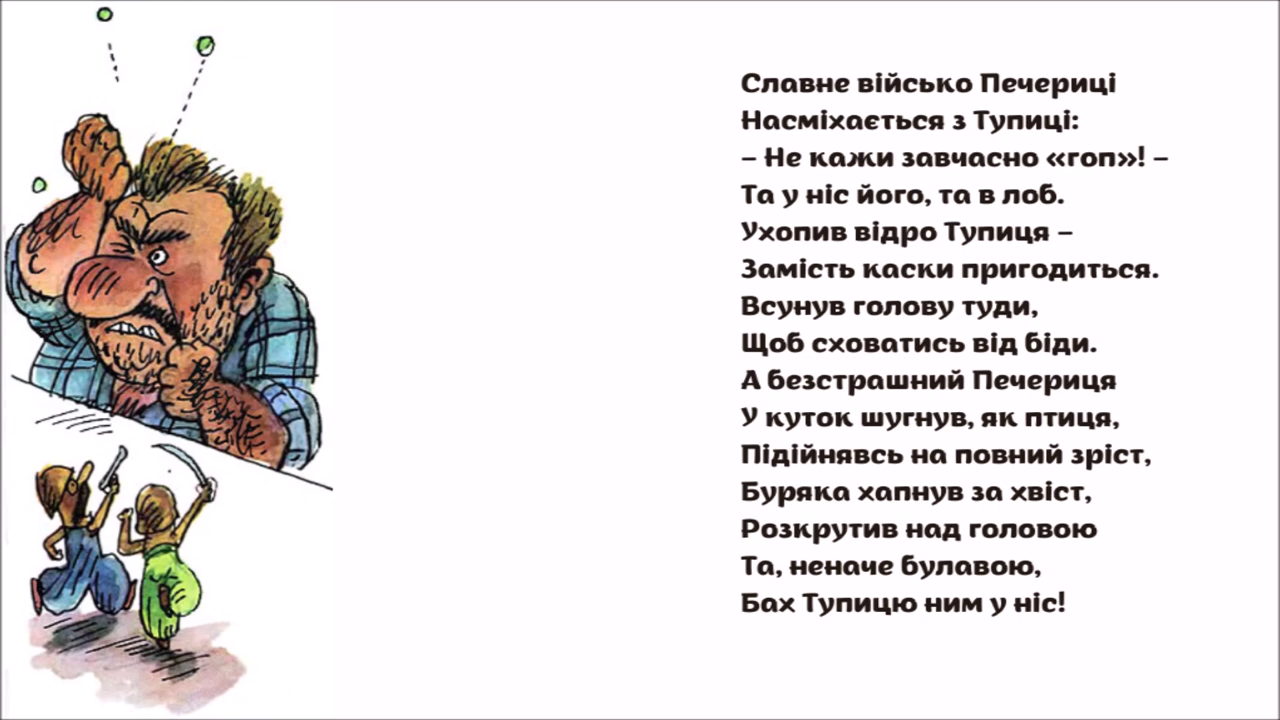 Славне військо Печериці
Насміхається з Тупиці:
– Не кажи завчасно «гоп»! –
Та у ніс його, та в лоб.
Ухопив відро Тупиця –
Замість каски пригодиться.
Всунув голову туди,
Щоб сховатись від біди.
А безстрашний Печериця
У куток шугнув, як птиця,
Підійнявсь на повний зріст,
Буряка хапнув за хвіст,
Розкрутив над головою
Та, неначе булавою,
Бах Тупицю ним у ніс!